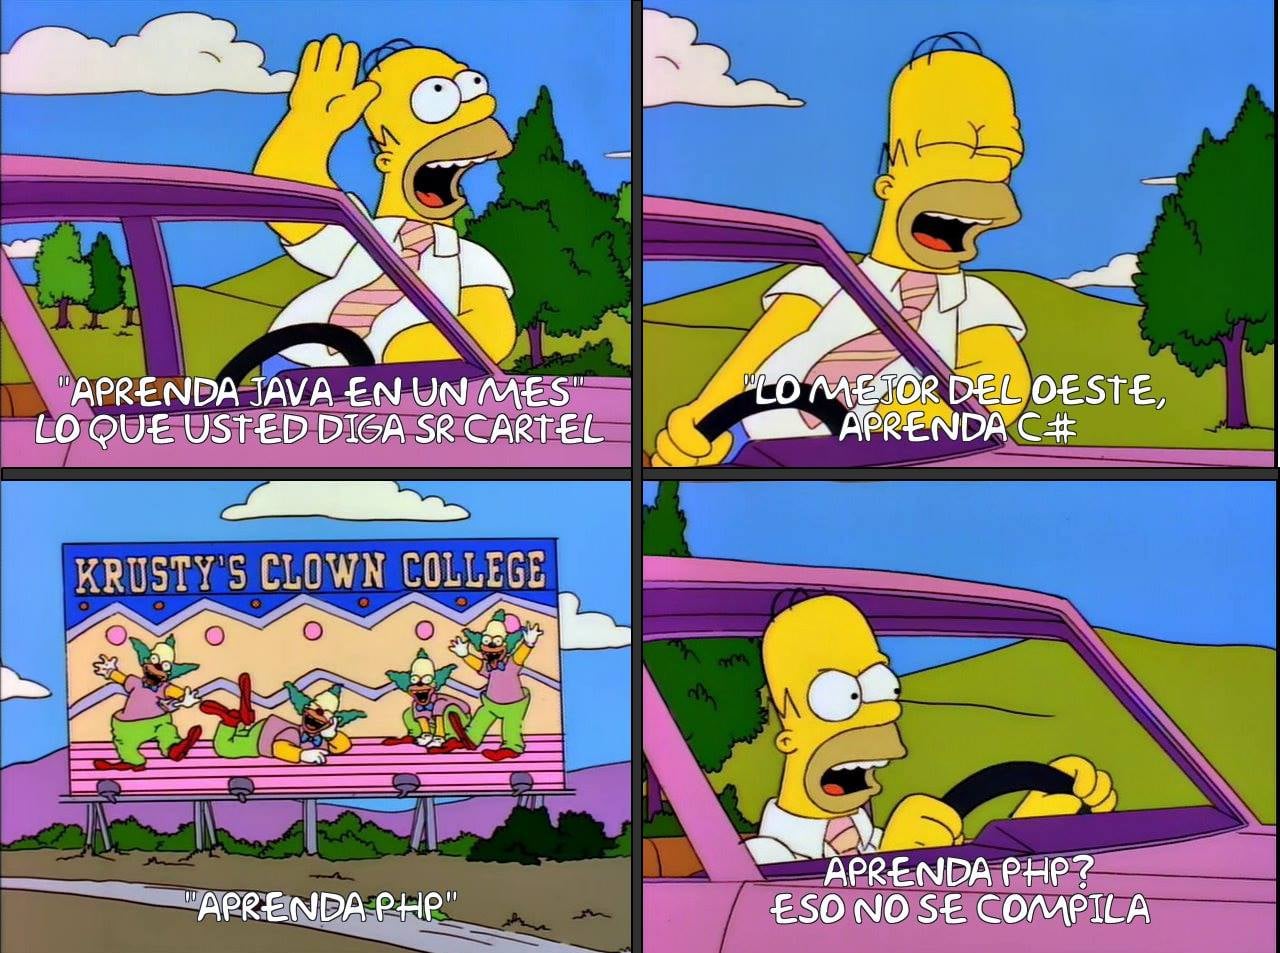 "APRENDA JAVA EN UN MES"
LO QUE USTED DIGA SR CARTEL
"LO MEJOR DEL OESTE,
APRENDA C#
KRUSTY'S CLOWN COLLEGE
"APRENDA PHP"
APRENDA PHP?
ESO NO SE COMPILA